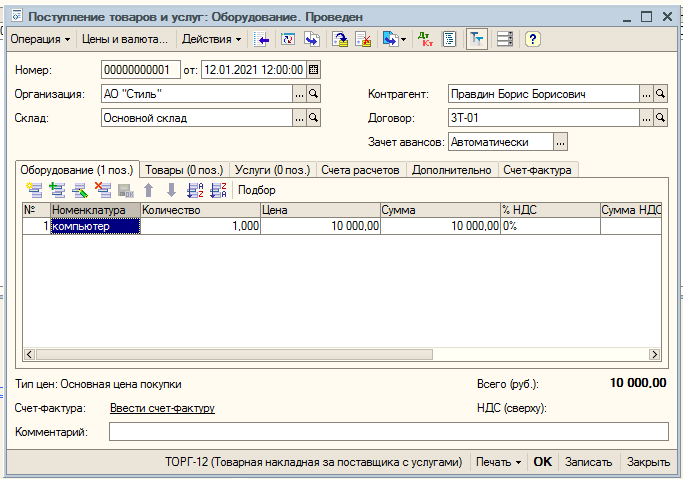 Поступление товаров и услуг: Оборудование. Проведен
Операция Цены и валюта... Действия Дт Кт Тт ?
Номер: 00000000001 от: 12.01.2021 12:00:00
Организация: АО "Стиль" ... Контрагент: Правдин Борис Борисович ...
Склад: Основной склад ... Договор: ЗТ-01 ...
Зачет авансов: Автоматически ...
Оборудование (1 поз.) Товары (0 поз.) Услуги (0 поз.) Счета расчетов Дополнительно Счет-фактура
Подбор
№ Номенклатура Количество Цена Сумма % НДС Сумма НДС
1 компьютер 1,000 10 000,00 10 000,00 0%
Тип цен: Основная цена покупки Всего (руб.): 10 000,00
Счет-фактура: Ввести счет-фактуру НДС (сверху):
Комментарий:
ТОРГ-12 (Товарная накладная за поставщика с услугами) Печать OK Записать Закрыть